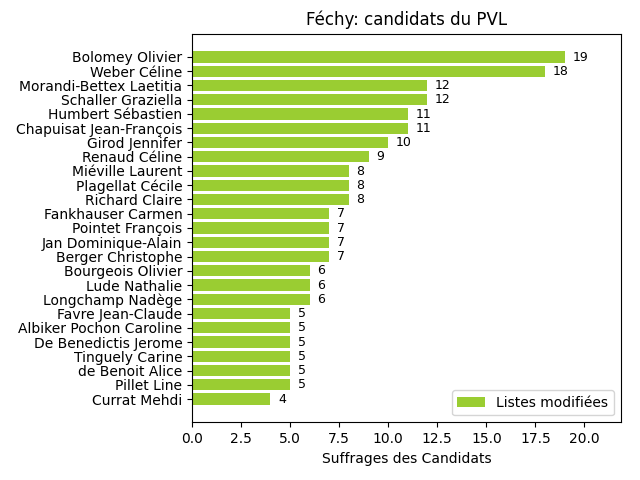 Féchy: candidats du PVL
Bolomey Olivier 19
Weber Céline 18
Morandi-Bettex Laetitia 12
Schaller Graziella 12
Humbert Sébastien 11
Chapuisat Jean-François 11
Girod Jennifer 10
Renaud Céline 9
Miéville Laurent 8
Plagellat Cécile 8
Richard Claire 8
Fankhauser Carmen 7
Pointet François 7
Jan Dominique-Alain 7
Berger Christophe 7
Bourgeois Olivier 6
Lude Nathalie 6
Longchamp Nadège 6
Favre Jean-Claude 5
Albiker Pochon Caroline 5
De Benedictis Jerome 5
Tinguely Carine 5
de Benoit Alice 5
Pillet Line 5
Currat Mehdi 4
Listes modifiées
0.0 2.5 5.0 7.5 10.0 12.5 15.0 17.5 20.0
Suffrages des Candidats